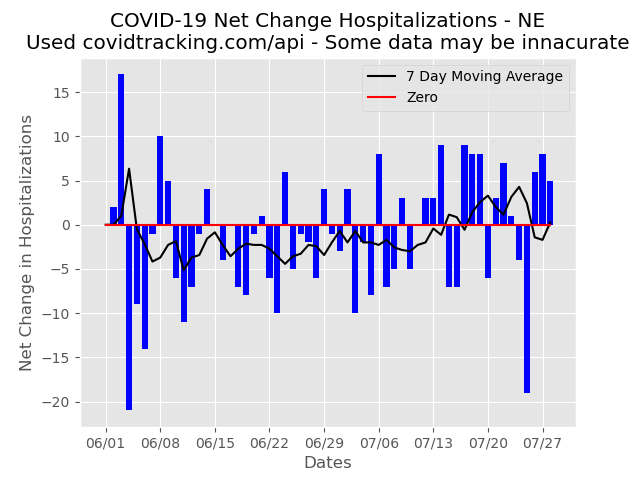 COVID-19 Net Change Hospitalizations - NE
Used covidtracking.com/api - Some data may be innacurate
7 Day Moving Average
Zero
Net Change in Hospitalizations
15
10
5
0
−5
−10
−15
−20
06/01 06/08 06/15 06/22 06/29 07/06 07/13 07/20 07/27
Dates